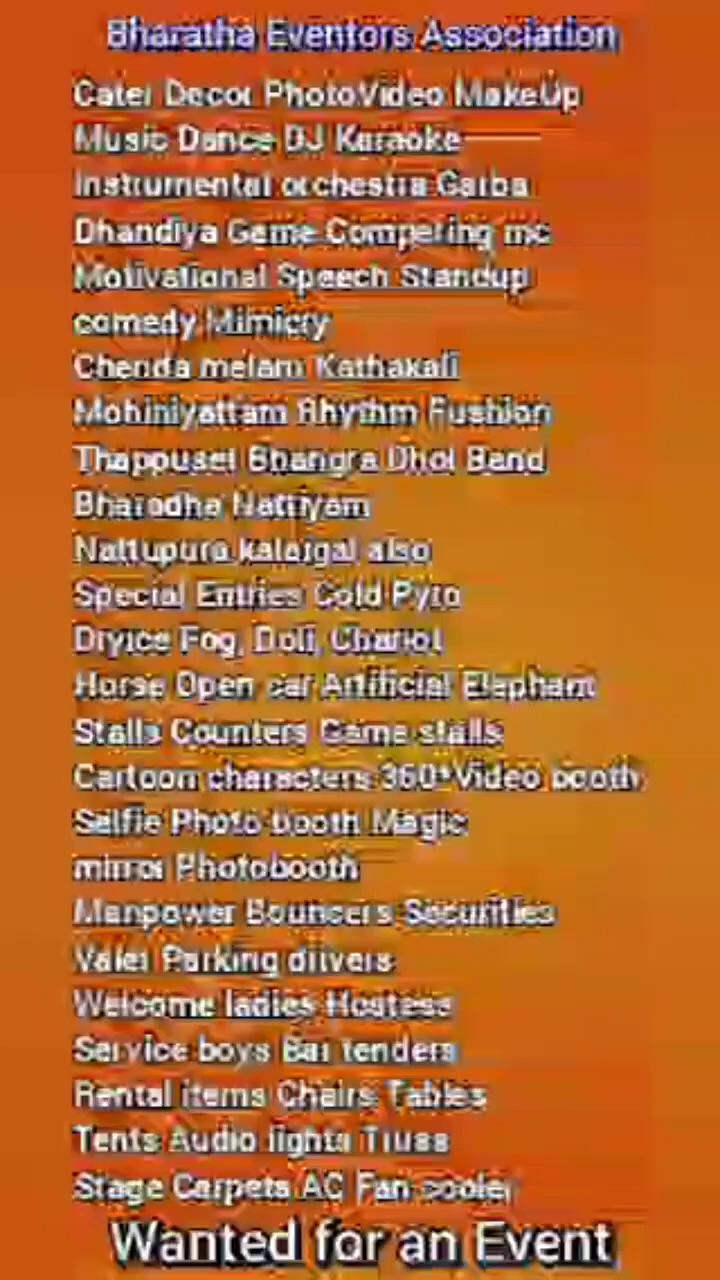 Bharatha Eventors Association
Cater Decor PhotoVideo MakeUp
Music Dance DJ Karaoke
Instrumental orchestra Garba
Dhandiya Game Compering mc
Motivational Speech Standup
comedy Mimicry
Chenda melam Kathakali
Mohiniyattam Rhythm Fushion
Thappusei Bhangra Dhol Band
Bharadha Nattiyam
Nattupura kalaigal also
Special Entries Cold Pyro
Dryice Fog, Doli, Chariot
Horse Open car Artificial Elephant
Stalls Counters Game stalls
Cartoon characters 360*Video booth
Selfie Photo booth Magic
mirror Photobooth
Manpower Bouncers Securities
Valet Parking drivers
Welcome ladies Hostess
Service boys Bar tenders
Rental items Chairs Tables
Tents Audio lights Truss
Stage Carpets AC Fan cooler
Wanted for an Event